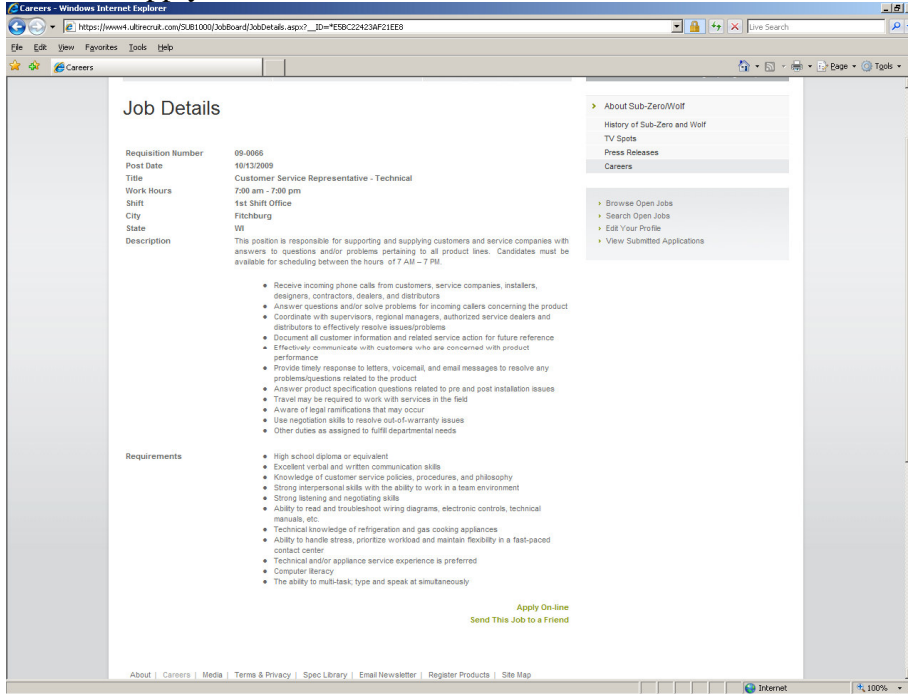 Careers - Windows Internet Explorer
https://www4.ultirecruit.com/SUB1000/JobBoard/JobDetails.aspx?__ID=*E5BC22423AF21EE8
Live Search
File Edit View Favorites Tools Help
Careers
Page Tools
Job Details
Requisition Number 09-0066
Post Date 10/13/2009
Title Customer Service Representative - Technical
Work Hours 7:00 am - 7:00 pm
Shift 1st Shift Office
City Fitchburg
State WI
Description This position is responsible for supporting and supplying customers and service companies with
answers to questions and/or problems pertaining to all product lines. Candidates must be
available for scheduling between the hours of 7 AM – 7 PM.
● Receive incoming phone calls from customers, service companies, installers,
designers, contractors, dealers, and distributors
● Answer questions and/or solve problems for incoming callers concerning the product
● Coordinate with supervisors, regional managers, authorized service dealers and
distributors to effectively resolve issues/problems
● Document all customer information and related service action for future reference
● Effectively communicate with customers who are concerned with product
performance
● Provide timely response to letters, voicemail, and email messages to resolve any
problems/questions related to the product
● Answer product specification questions related to pre and post installation issues
● Travel may be required to work with services in the field
● Aware of legal ramifications that may occur
● Use negotiation skills to resolve out-of-warranty issues
● Other duties as assigned to fulfill departmental needs
Requirements ● High school diploma or equivalent
● Excellent verbal and written communication skills
● Knowledge of customer service policies, procedures, and philosophy
● Strong interpersonal skills with the ability to work in a team environment
● Strong listening and negotiating skills
● Ability to read and troubleshoot wiring diagrams, electronic controls, technical
manuals, etc.
● Technical knowledge of refrigeration and gas cooking appliances
● Ability to handle stress, prioritize workload and maintain flexibility in a fast-paced
contact center
● Technical and/or appliance service experience is preferred
● Computer literacy
● The ability to multi-task; type and speak at simultaneously
Apply On-line
Send This Job to a Friend
About Sub-Zero/Wolf
History of Sub-Zero and Wolf
TV Spots
Press Releases
Careers
Browse Open Jobs
Search Open Jobs
Edit Your Profile
View Submitted Applications
About | Careers | Media | Terms & Privacy | Spec Library | Email Newsletter | Register Products | Site Map
Internet 100%